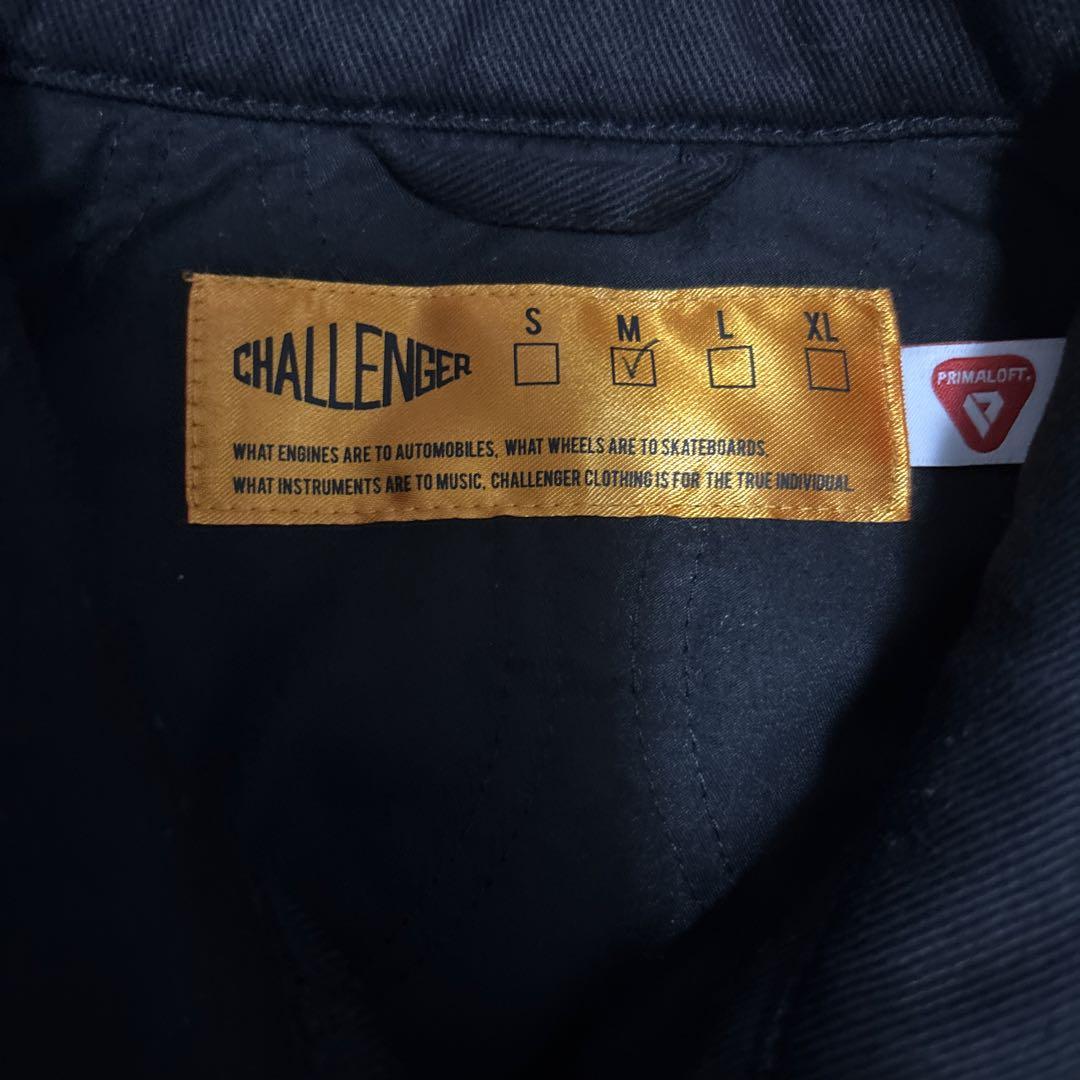 CHALLENGER
S M L XL
WHAT ENGINES ARE TO AUTOMOBILES, WHAT WHEELS ARE TO SKATEBOARDS,
WHAT INSTRUMENTS ARE TO MUSIC, CHALLENGER CLOTHING IS FOR THE TRUE INDIVIDUAL.
PRIMALOFT.